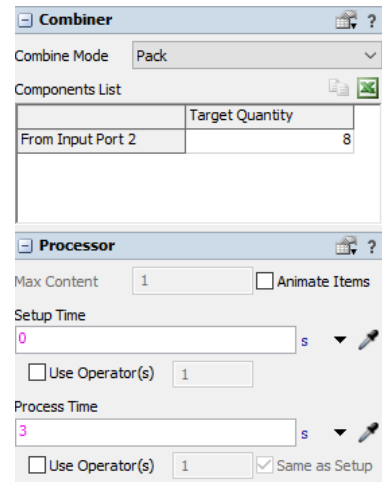 Combiner ?
Combine Mode Pack
Components List
Target Quantity
From Input Port 2 8
Processor ?
Max Content 1 Animate Items
Setup Time
0 s
Use Operator(s) 1
Process Time
3 s
Use Operator(s) 1 Same as Setup